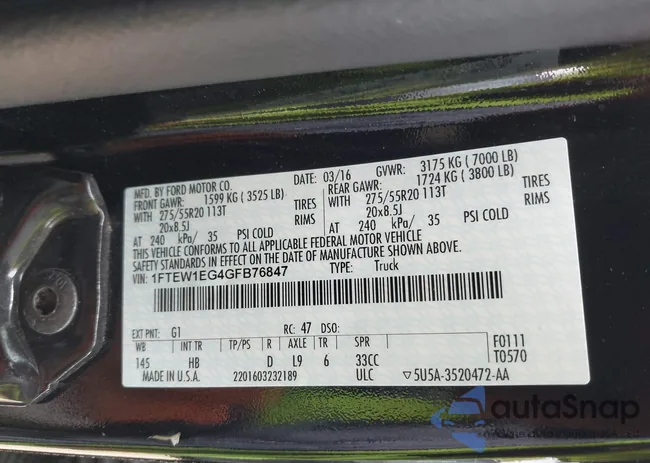 MFD. BY FORD MOTOR CO. 03/16 GVWR: 3175 KG ( 7000 LB)
FRONT GAWR: 1599 KG ( 3525 LB) REAR GAWR: 1724 KG ( 3800 LB)
WITH 275/55R20 113T TIRES WITH 275/55R20 113T TIRES
20x8.5J RIMS 20x8.5J RIMS
AT 240 kPa/ 35 PSI COLD AT 240 kPa/ 35 PSI COLD
THIS VEHICLE CONFORMS TO ALL APPLICABLE FEDERAL MOTOR VEHICLE
SAFETY STANDARDS IN EFFECT ON THE DATE OF MANUFACTURE SHOWN ABOVE.
VIN: 1FTEW1EG4GFB76847 TYPE: Truck
EXT PNT: G1 RC: 47 DSO:
WB INT TR TP/PS R AXLE TR SPR F0111
145 HB D L9 6 33CC T0570
MADE IN U.S.A. 2201603232189 ULC ▽5U5A-3520472-AA
autoSnap